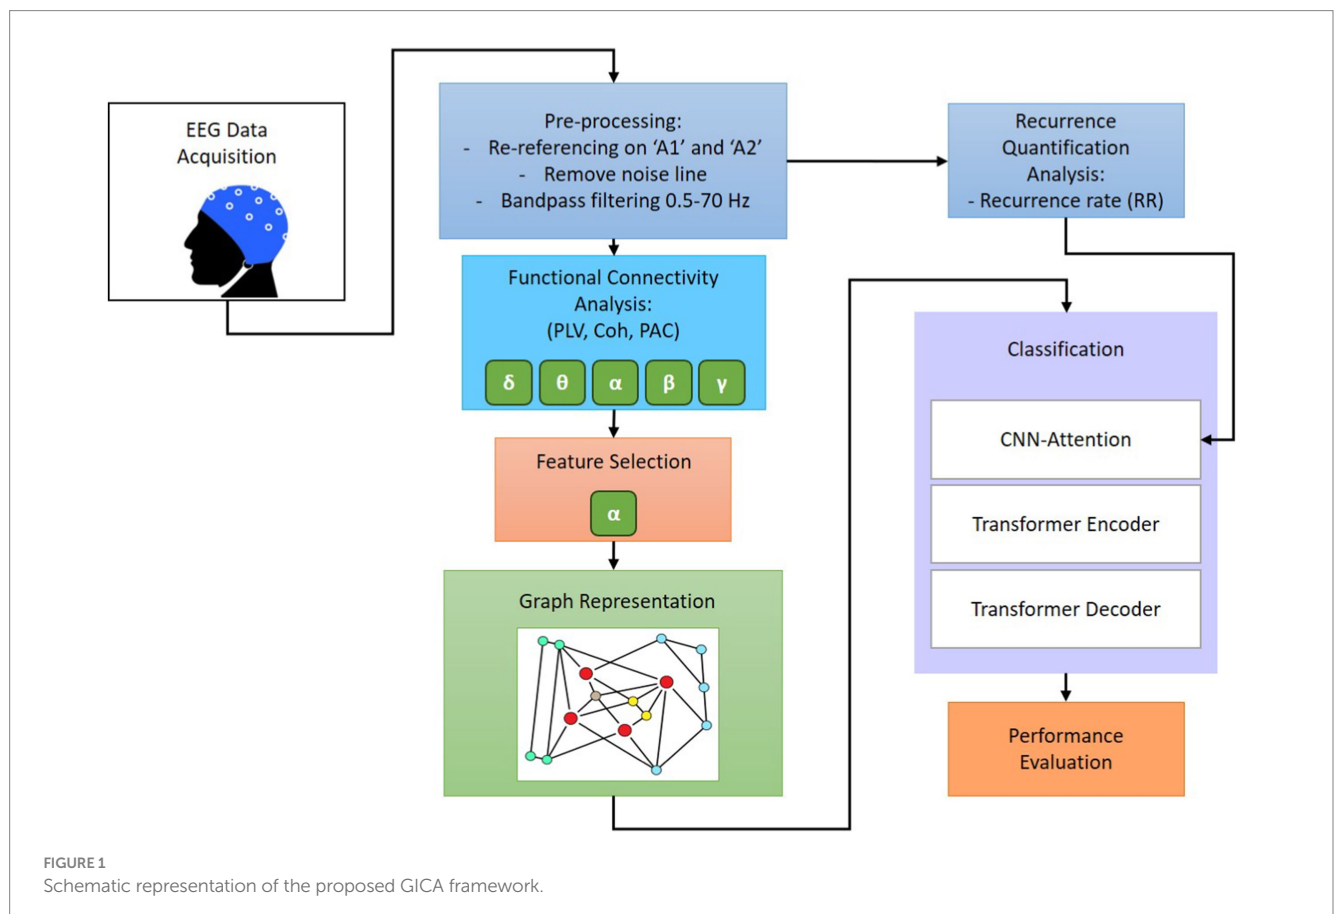 EEG Data
Acquisition
Pre-processing:
- Re-referencing on ‘A1’ and ‘A2’
- Remove noise line
- Bandpass filtering 0.5-70 Hz
Recurrence
Quantification
Analysis:
- Recurrence rate (RR)
Functional Connectivity
Analysis:
(PLV, Coh, PAC)
δ θ α β γ
Feature Selection
α
Graph Representation
Classification
CNN-Attention
Transformer Encoder
Transformer Decoder
Performance
Evaluation
FIGURE 1
Schematic representation of the proposed GICA framework.